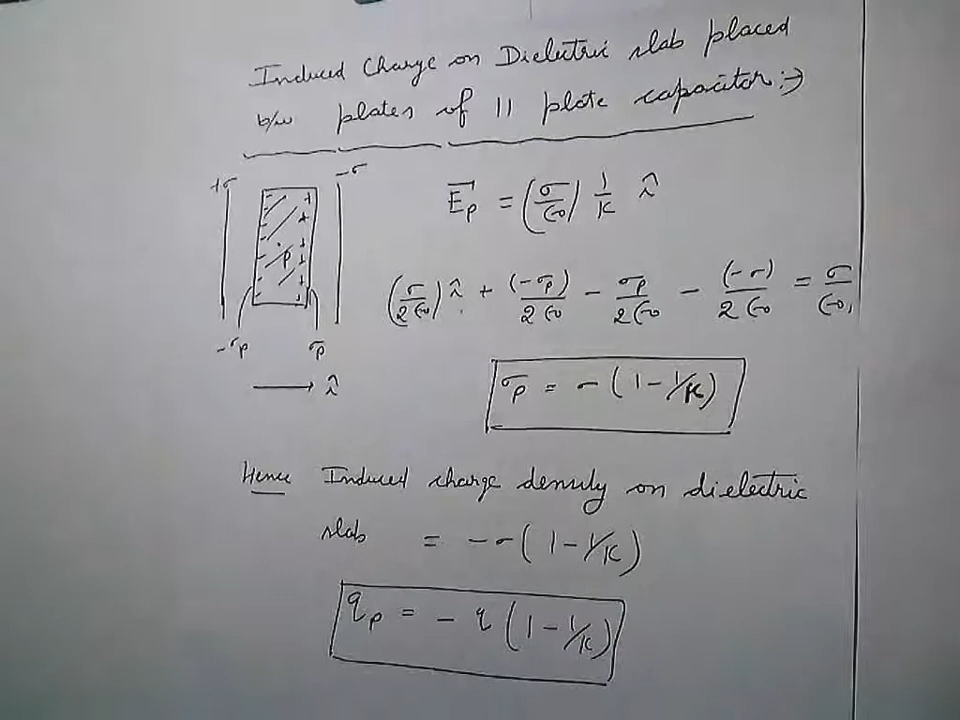 Induced Charge on Dielectric slab placed
b/w plates of 11 plate capacitor :->
+σ -σ
E⃗p = (σ/ϵ0) 1/K î
P
(σ/2ϵ0) î + (-σp)/2ϵ0 - σp/2ϵ0 - (-σ)/2ϵ0 = σ/ϵ0,
-σp σp
î
σp = σ (1 - 1/K)
Hence Induced charge density on dielectric
slab = -σ (1 - 1/K)
qp = - q (1 - 1/K)